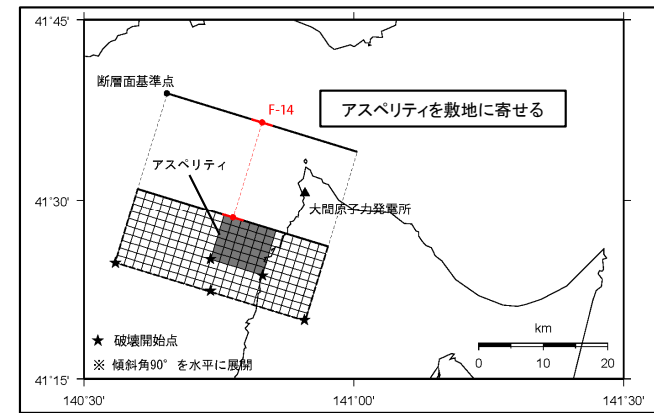 41°45'
断層面基準点
F-14
アスペリティを敷地に寄せる
アスペリティ
41°30'
大間原子力発電所
km
★ 破壊開始点
※ 傾斜角90°を水平に展開
0 10 20
41°15'
140°30'
141°00'
141°30'